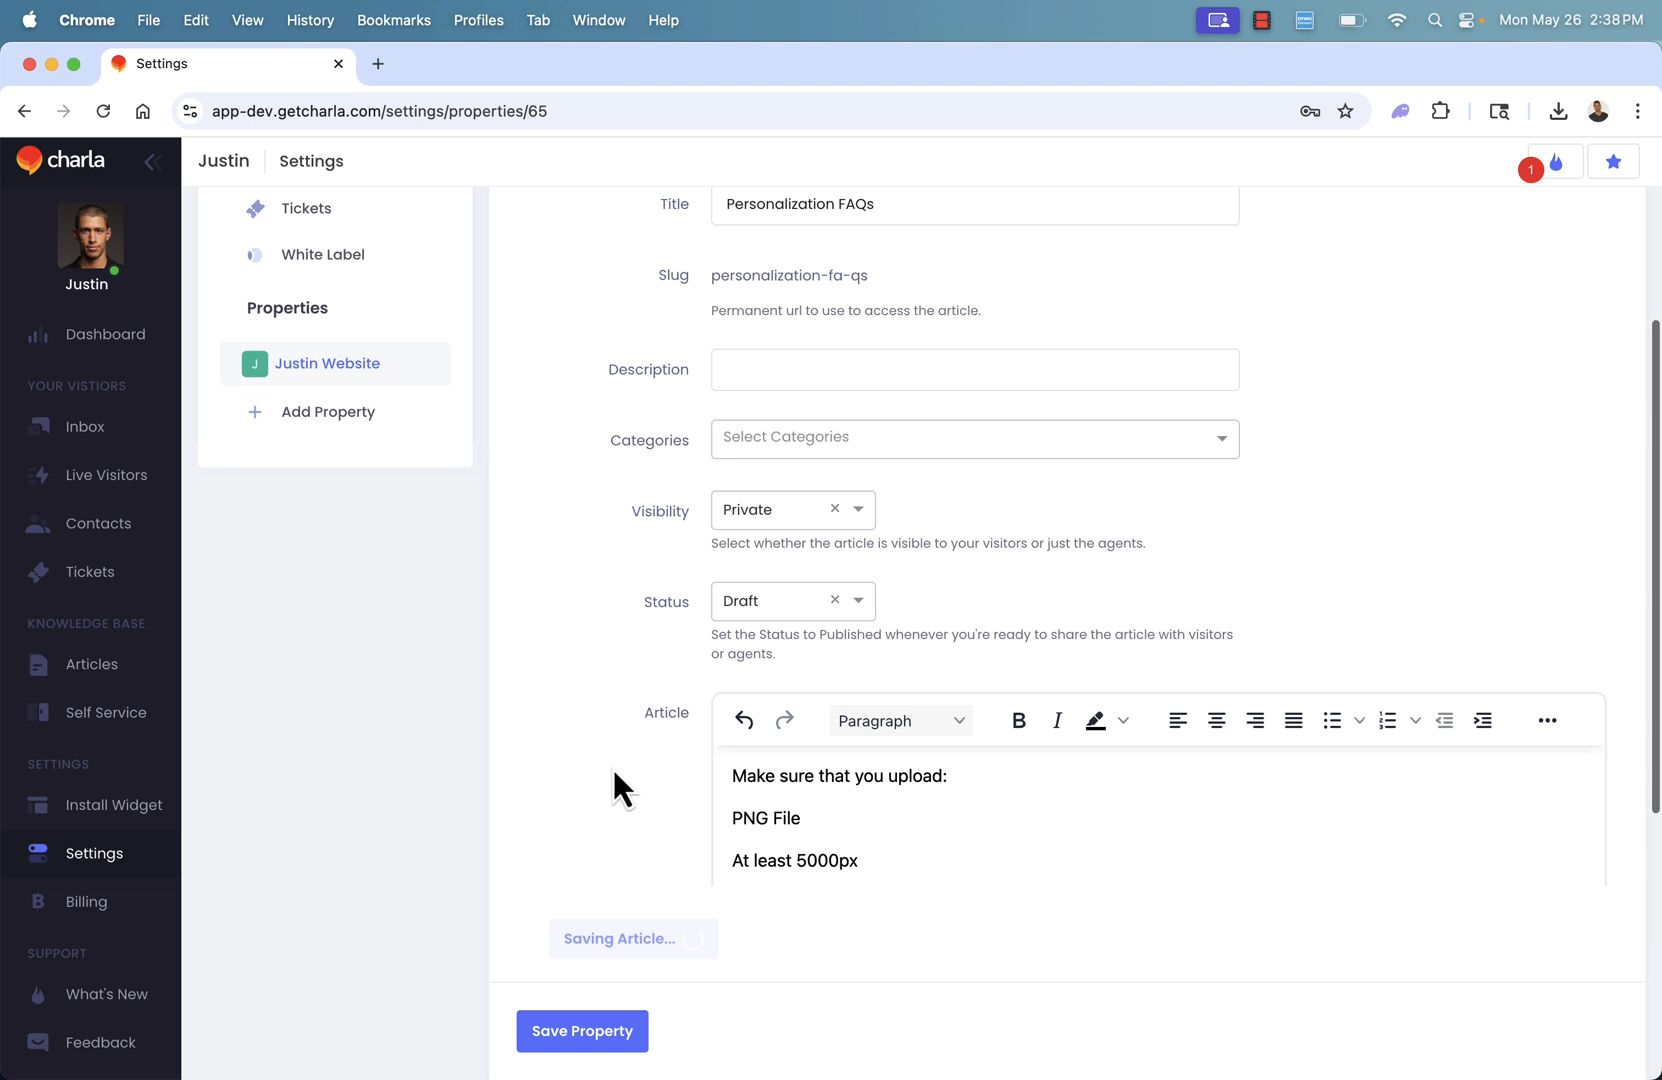 Chrome File Edit View History Bookmarks Profiles Tab Window Help Mon May 26 2:38 PM
Settings
app-dev.getcharla.com/settings/properties/65
charla
Justin Settings
1
Justin
Dashboard
YOUR VISTIORS
Inbox
Live Visitors
Contacts
Tickets
KNOWLEDGE BASE
Articles
Self Service
SETTINGS
Install Widget
Settings
Billing
SUPPORT
What's New
Feedback
Tickets
White Label
Properties
J Justin Website
Add Property
Title Personalization FAQs
Slug personalization-fa-qs
Permanent url to use to access the article.
Description
Categories Select Categories
Visibility Private
Select whether the article is visible to your visitors or just the agents.
Status Draft
Set the Status to Published whenever you're ready to share the article with visitors
or agents.
Article Paragraph B I
Make sure that you upload:
PNG File
At least 5000px
Saving Article...
Save Property